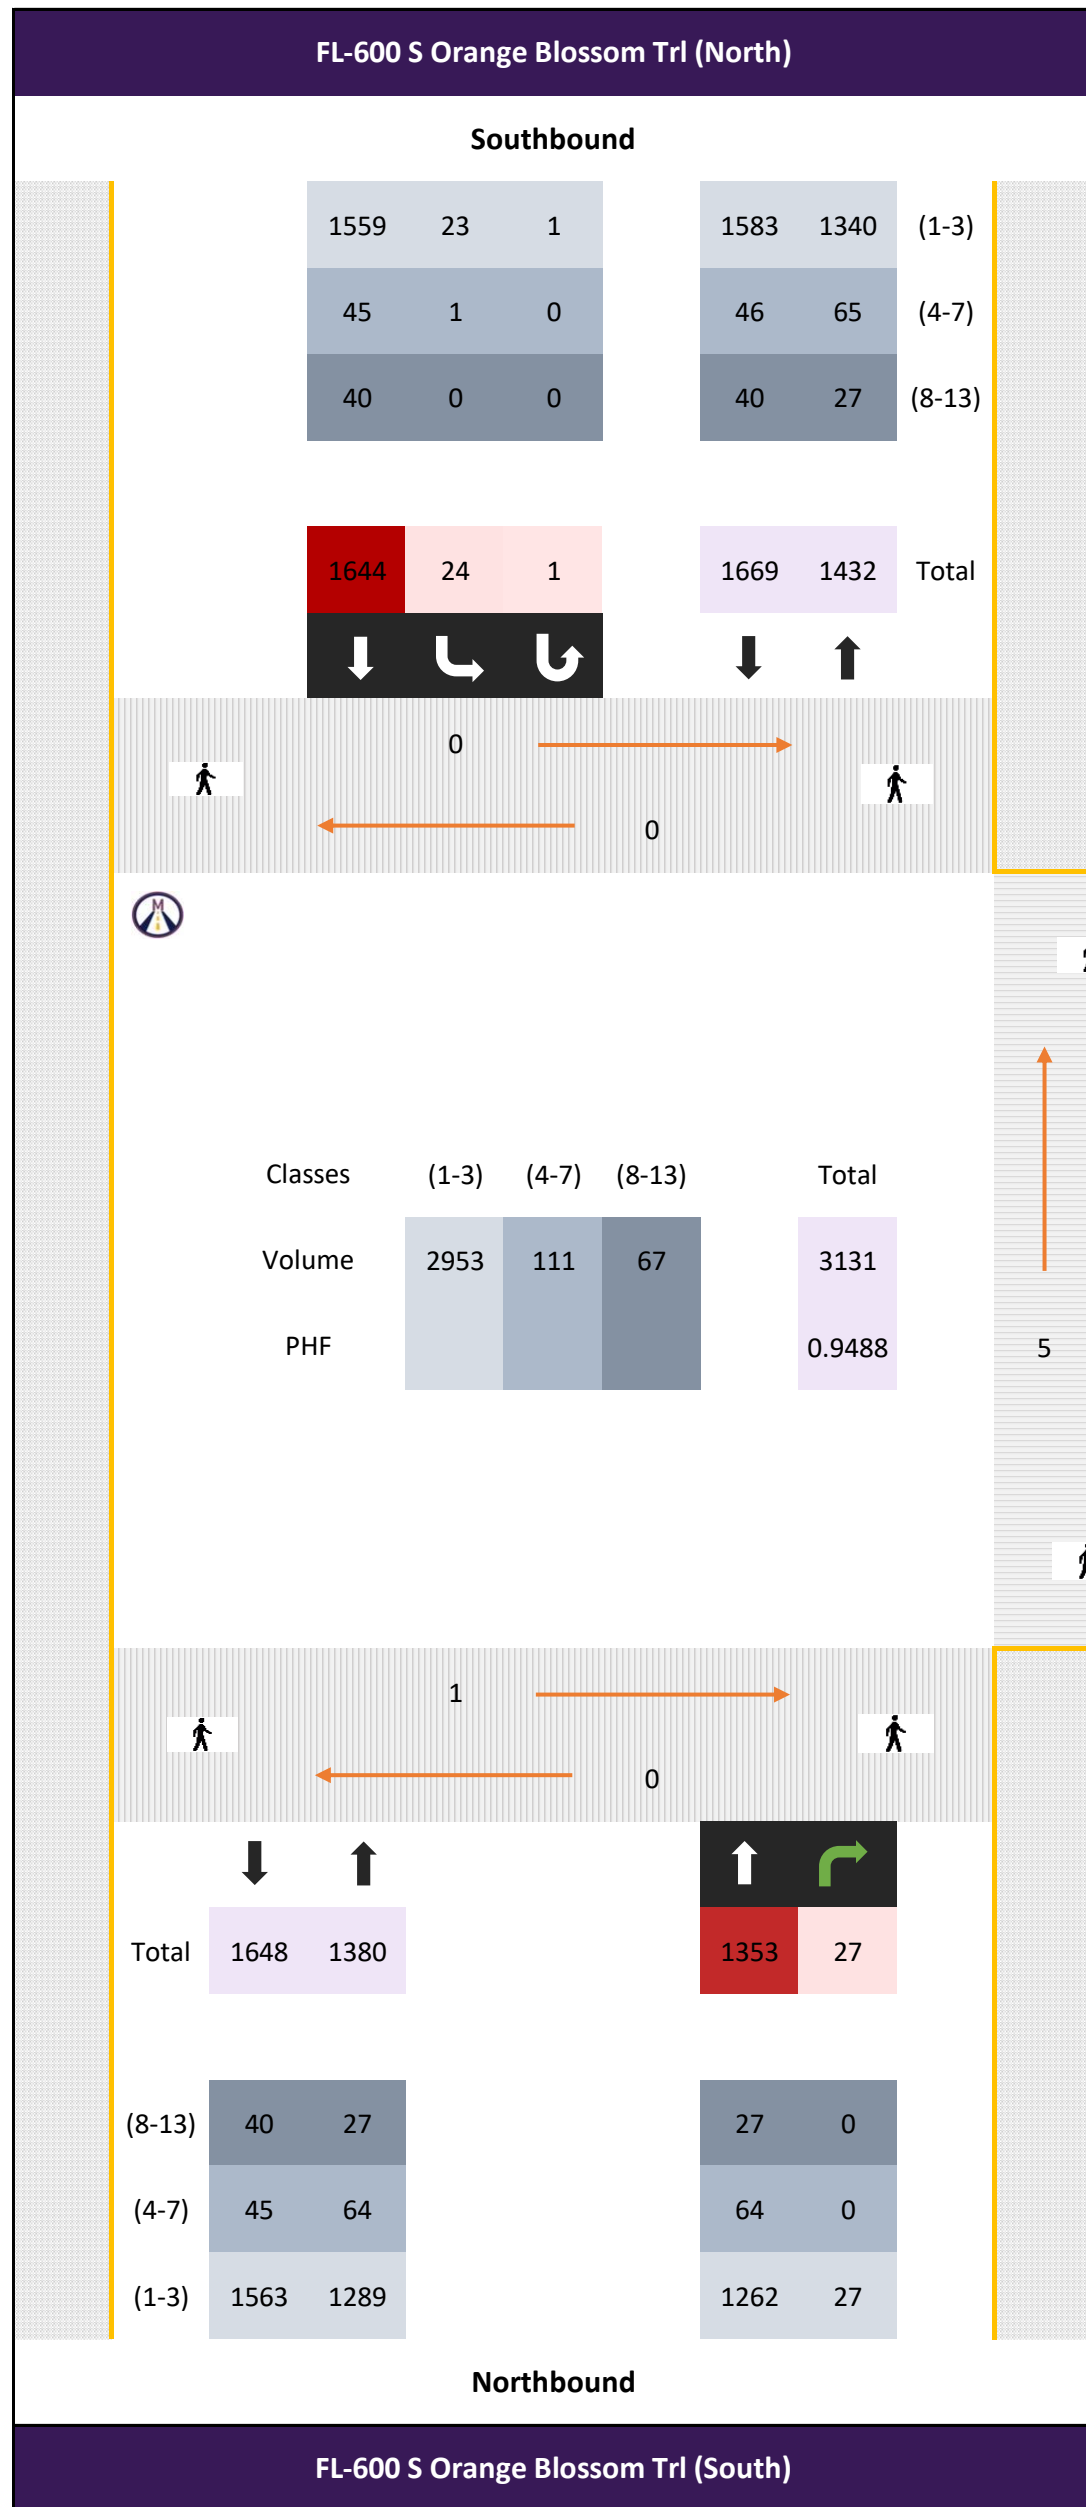 FL-600 S Orange Blossom Trl (North)
Southbound
1559 23 1 1583 1340 (1-3)
45 1 0 46 65 (4-7)
40 0 0 40 27 (8-13)
1644 24 1 1669 1432 Total
0
0
M
Classes (1-3) (4-7) (8-13) Total
Volume 2953 111 67 3131
PHF 0.9488 5
1
0
Total 1648 1380 1353 27
(8-13) 40 27 27 0
(4-7) 45 64 64 0
(1-3) 1563 1289 1262 27
Northbound
FL-600 S Orange Blossom Trl (South)